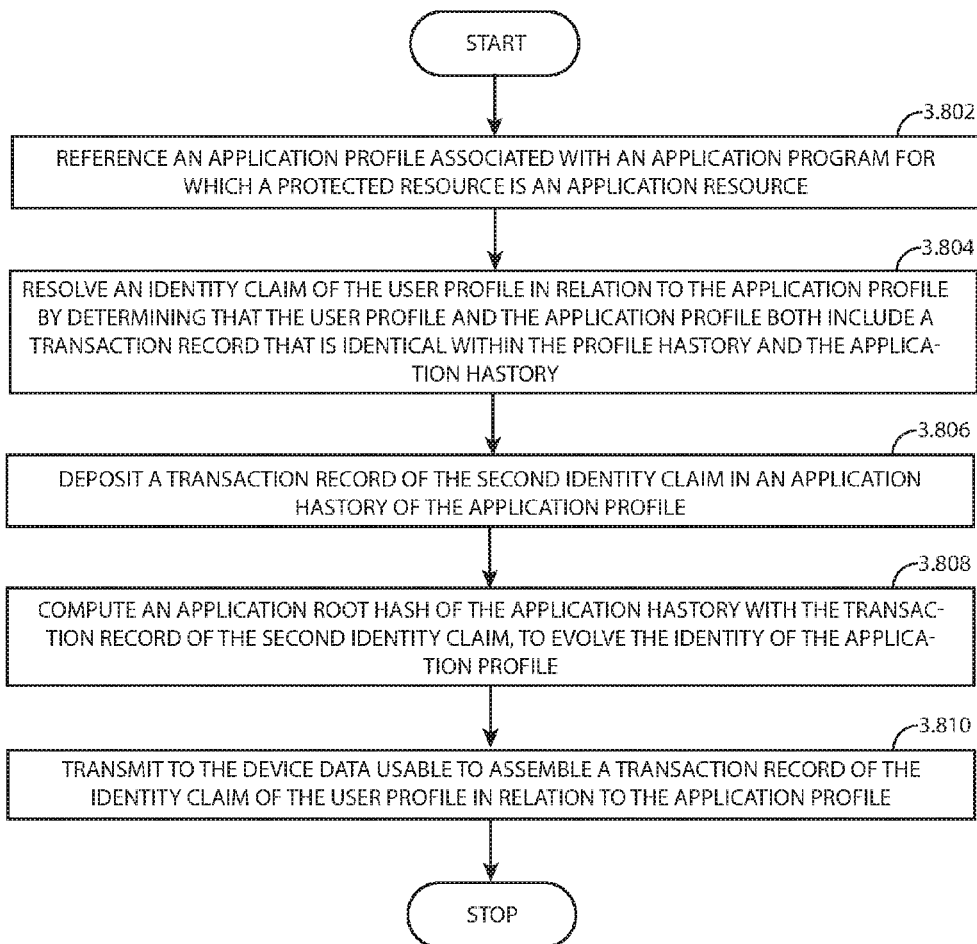 START
3.802
REFERENCE AN APPLICATION PROFILE ASSOCIATED WITH AN APPLICATION PROGRAM FOR
WHICH A PROTECTED RESOURCE IS AN APPLICATION RESOURCE
3.804
RESOLVE AN IDENTITY CLAIM OF THE USER PROFILE IN RELATION TO THE APPLICATION PROFILE
BY DETERMINING THAT THE USER PROFILE AND THE APPLICATION PROFILE BOTH INCLUDE A
TRANSACTION RECORD THAT IS IDENTICAL WITHIN THE PROFILE HASTORY AND THE APPLICA-
TION HASTORY
3.806
DEPOSIT A TRANSACTION RECORD OF THE SECOND IDENTITY CLAIM IN AN APPLICATION
HASTORY OF THE APPLICATION PROFILE
3.808
COMPUTE AN APPLICATION ROOT HASH OF THE APPLICATION HASTORY WITH THE TRANSAC-
TION RECORD OF THE SECOND IDENTITY CLAIM, TO EVOLVE THE IDENTITY OF THE APPLICA-
TION PROFILE
3.810
TRANSMIT TO THE DEVICE DATA USABLE TO ASSEMBLE A TRANSACTION RECORD OF THE
IDENTITY CLAIM OF THE USER PROFILE IN RELATION TO THE APPLICATION PROFILE
STOP